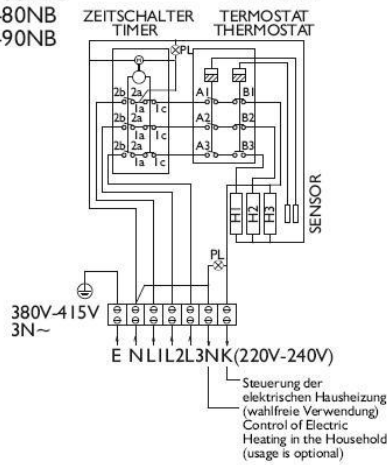 -80NB
-90NB
ZEITSCHALTER
TIMER
TERMOSTAT
THERMOSTAT
M
PL
2b 2a
1a 1c
A1 B1
2b 2a
1a 1c
A2 B2
2b 2a
1a 1c
A3 B3
H1 H2 H3
SENSOR
PL
380V-415V
3N~
E N L1 L2 L3 N K (220V-240V)
Steuerung der
elektrischen Hausheizung
(wahlfreie Verwendung)
Control of Electric
Heating in the Household
(usage is optional)